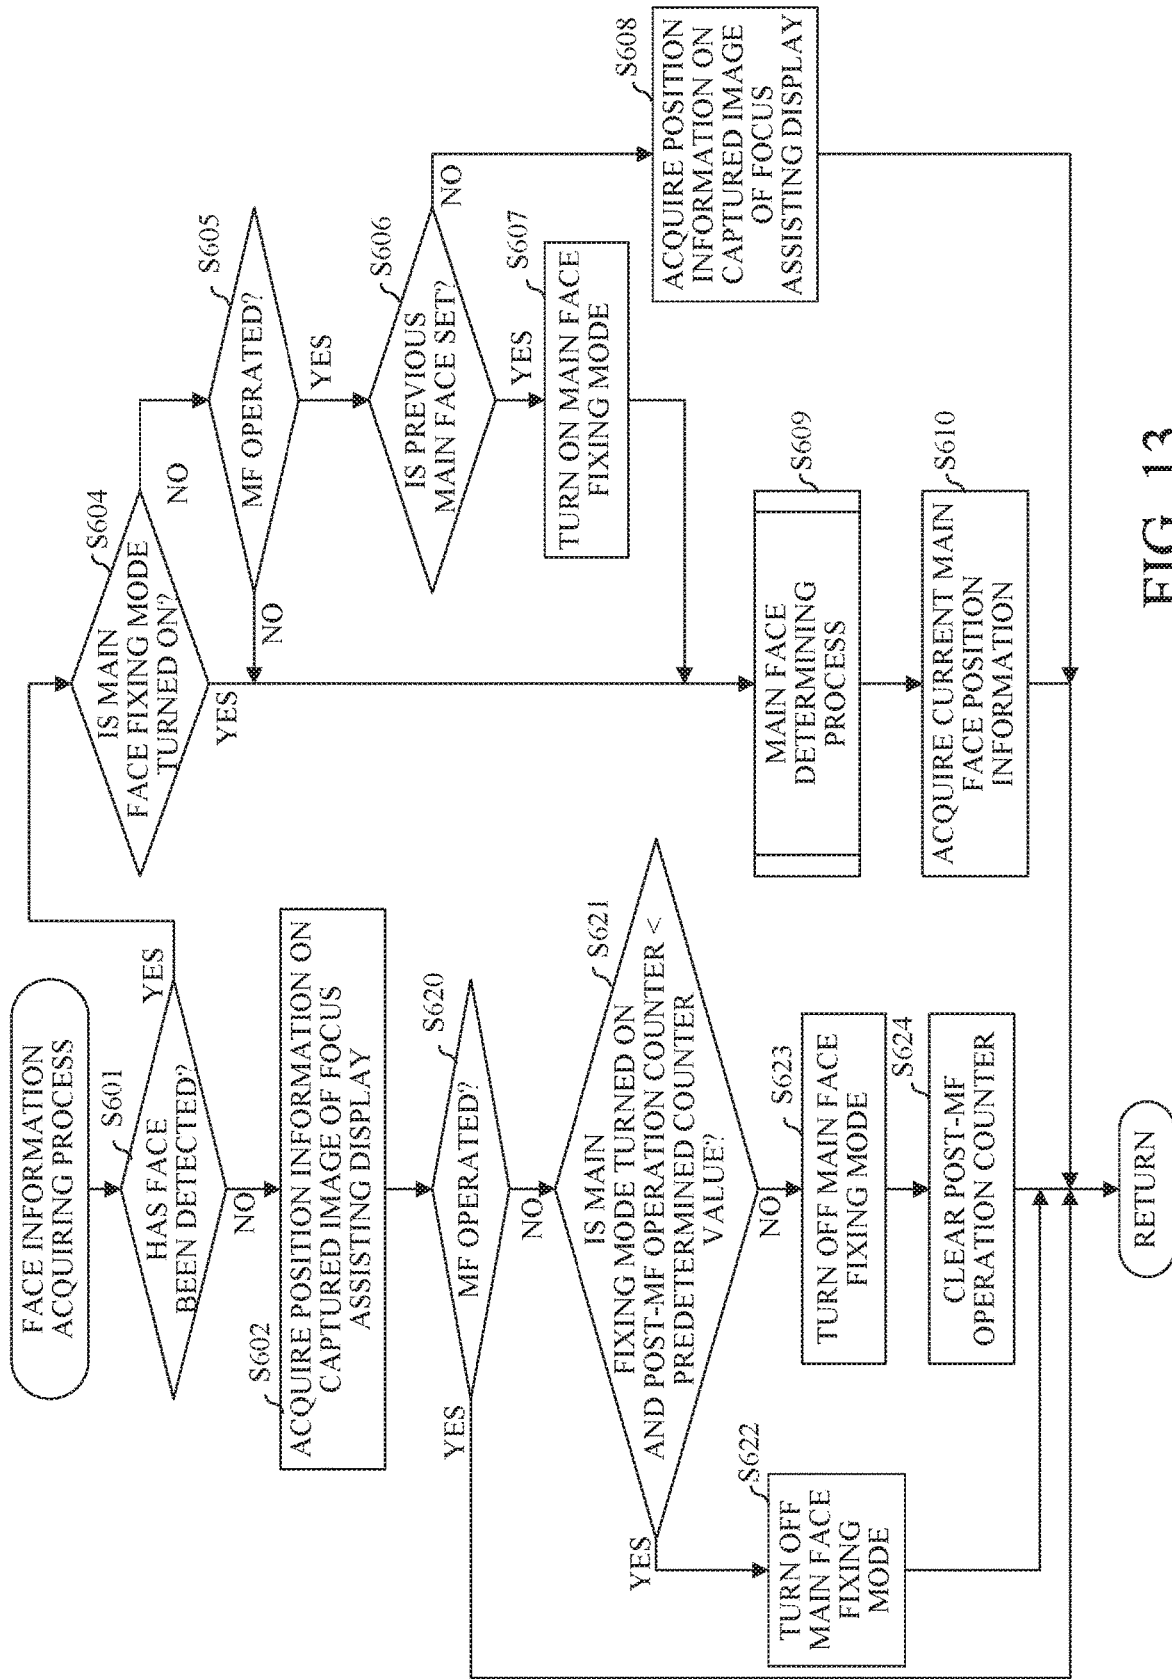 FACE INFORMATION
ACQUIRING PROCESS
S601
HAS FACE
BEEN DETECTED?
YES
NO
S602
ACQUIRE POSITION INFORMATION ON
CAPTURED IMAGE OF FOCUS
ASSISTING DISPLAY
S620
MF OPERATED?
YES
NO
S621
IS MAIN
FIXING MODE TURNED ON
AND POST-MF OPERATION COUNTER <
PREDETERMINED COUNTER
VALUE?
YES
NO
S622
TURN OFF
MAIN FACE
FIXING
MODE
S623
TURN OFF MAIN FACE
FIXING MODE
S624
CLEAR POST-MF
OPERATION COUNTER
RETURN
S604
IS MAIN
FACE FIXING MODE
TURNED ON?
NO
YES
S605
MF OPERATED?
NO
YES
S606
IS PREVIOUS
MAIN FACE SET?
NO
YES
S607
TURN ON MAIN FACE
FIXING MODE
S608
ACQUIRE POSITION
INFORMATION ON
CAPTURED IMAGE
OF FOCUS
ASSISTING DISPLAY
S609
MAIN FACE
DETERMINING
PROCESS
S610
ACQUIRE CURRENT MAIN
FACE POSITION
INFORMATION
FIG. 13